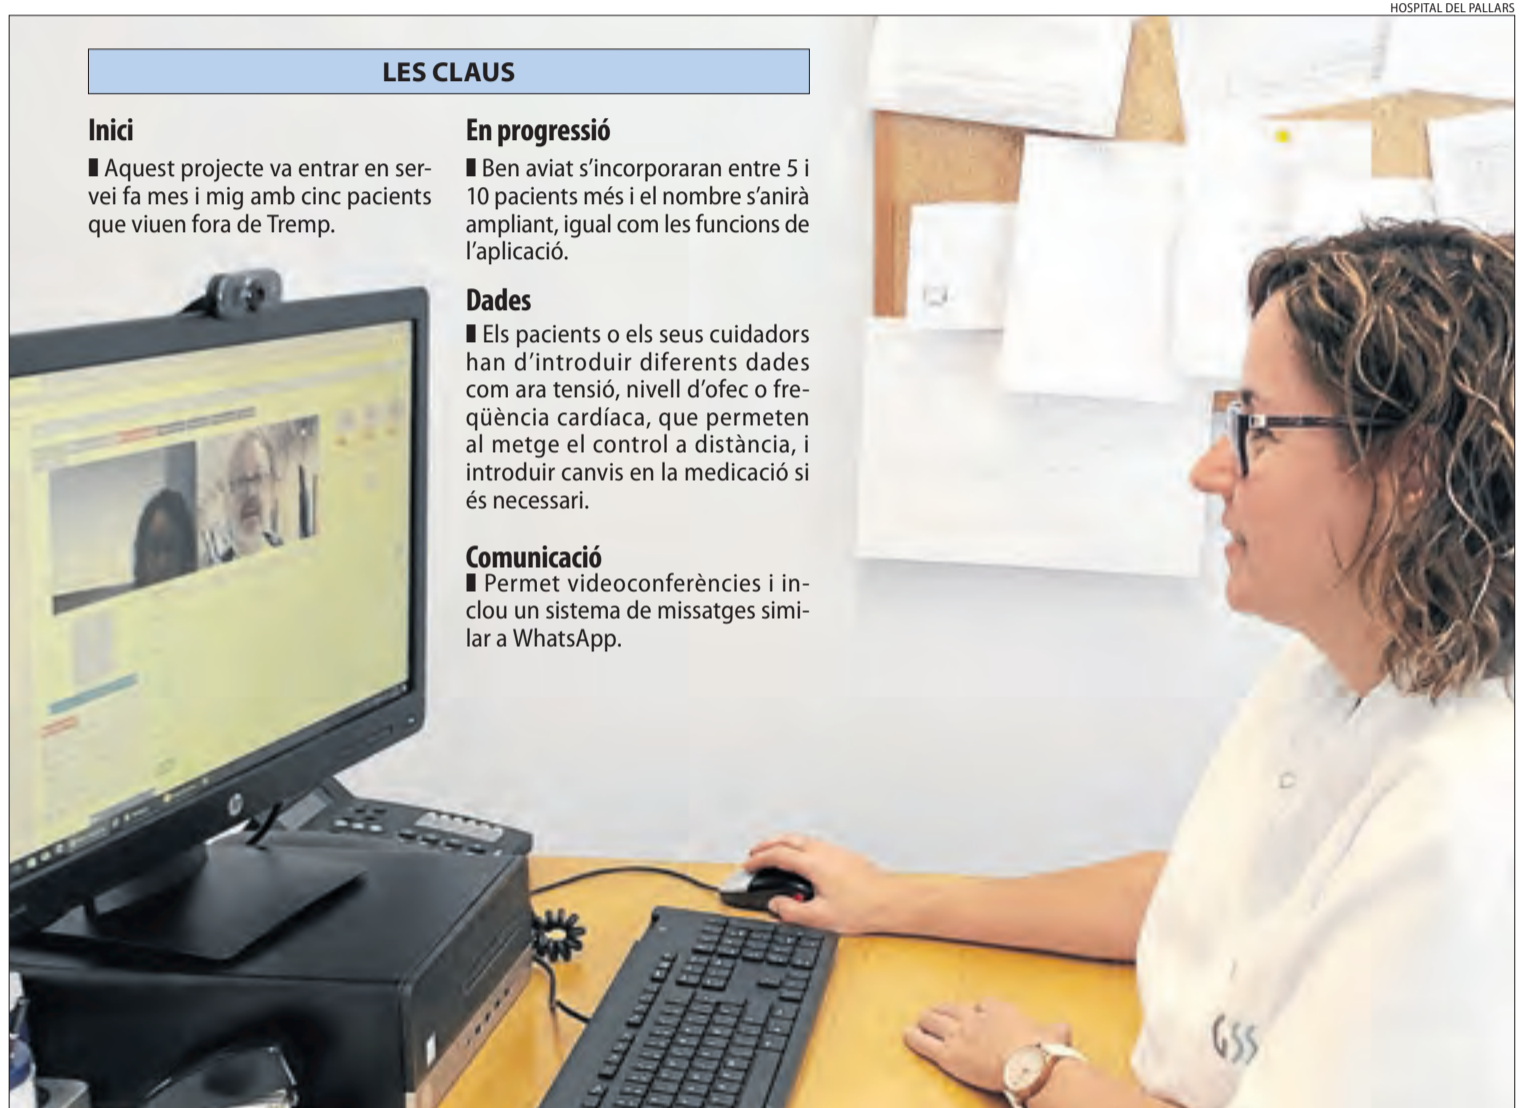 HOSPITAL DEL PALLARS
LES CLAUS
Inici
▮ Aquest projecte va entrar en ser-
vei fa mes i mig amb cinc pacients
que viuen fora de Tremp.
En progressió
▮ Ben aviat s’incorporaran entre 5 i
10 pacients més i el nombre s’anirà
ampliant, igual com les funcions de
l’aplicació.
Dades
▮ Els pacients o els seus cuidadors
han d’introduir diferents dades
com ara tensió, nivell d’ofec o fre-
qüència cardíaca, que permeten
al metge el control a distància, i
introduir canvis en la medicació si
és necessari.
Comunicació
▮ Permet videoconferències i in-
clou un sistema de missatges simi-
lar a WhatsApp.
hp
GSS